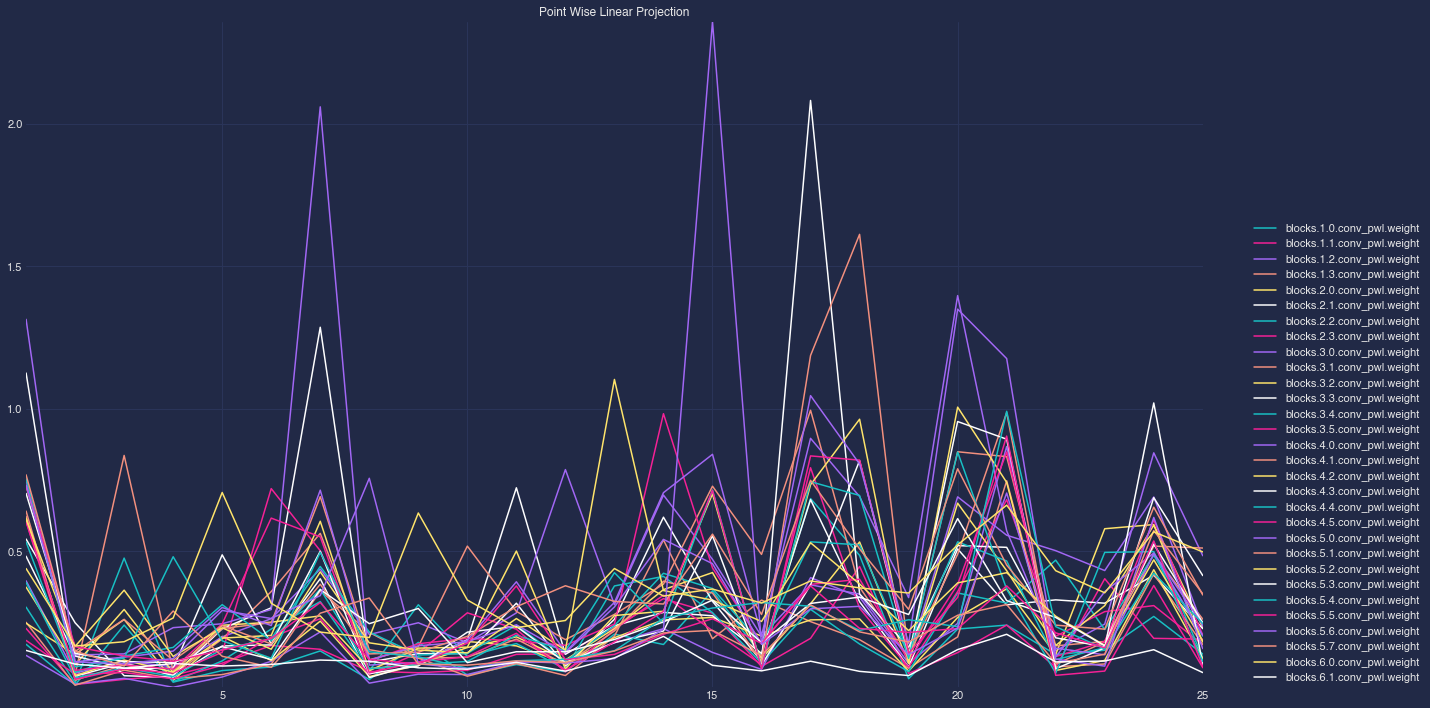 Point Wise Linear Projection
2.0
1.5
1.0
0.5
5
10
15
20
25
blocks.1.0.conv_pwl.weight
blocks.1.1.conv_pwl.weight
blocks.1.2.conv_pwl.weight
blocks.1.3.conv_pwl.weight
blocks.2.0.conv_pwl.weight
blocks.2.1.conv_pwl.weight
blocks.2.2.conv_pwl.weight
blocks.2.3.conv_pwl.weight
blocks.3.0.conv_pwl.weight
blocks.3.1.conv_pwl.weight
blocks.3.2.conv_pwl.weight
blocks.3.3.conv_pwl.weight
blocks.3.4.conv_pwl.weight
blocks.3.5.conv_pwl.weight
blocks.4.0.conv_pwl.weight
blocks.4.1.conv_pwl.weight
blocks.4.2.conv_pwl.weight
blocks.4.3.conv_pwl.weight
blocks.4.4.conv_pwl.weight
blocks.4.5.conv_pwl.weight
blocks.5.0.conv_pwl.weight
blocks.5.1.conv_pwl.weight
blocks.5.2.conv_pwl.weight
blocks.5.3.conv_pwl.weight
blocks.5.4.conv_pwl.weight
blocks.5.5.conv_pwl.weight
blocks.5.6.conv_pwl.weight
blocks.5.7.conv_pwl.weight
blocks.6.0.conv_pwl.weight
blocks.6.1.conv_pwl.weight